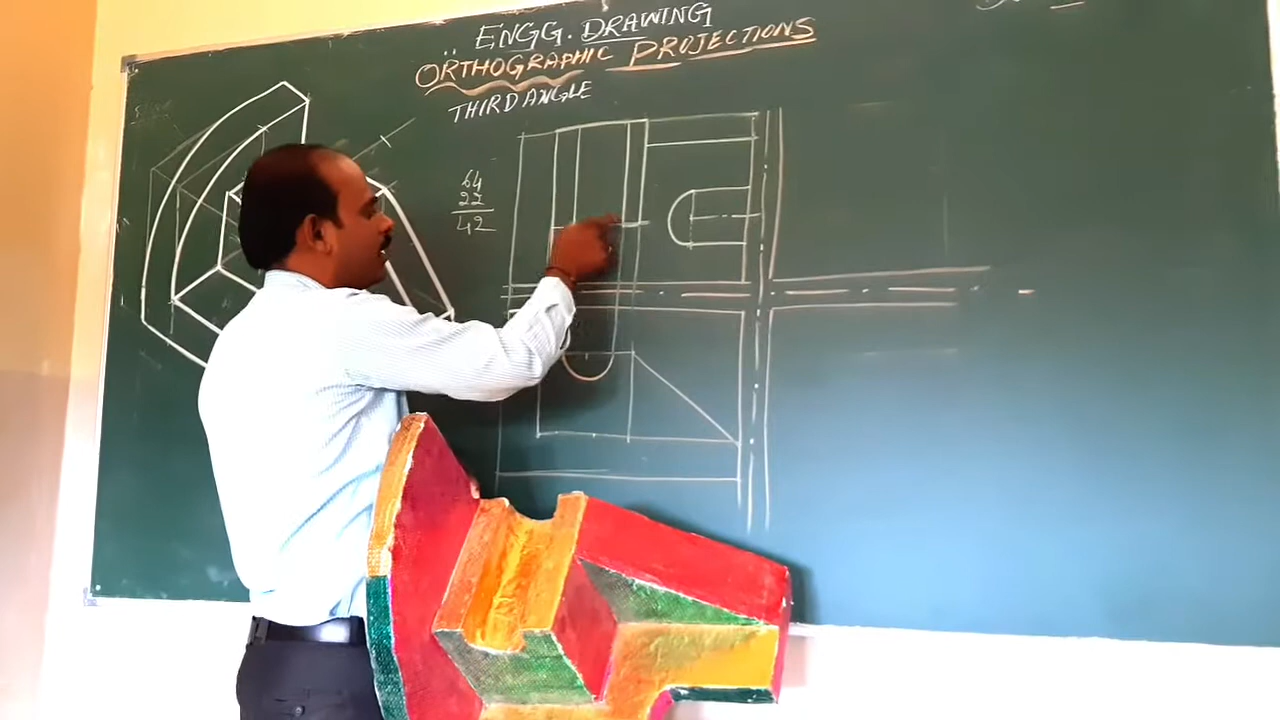 ENGG. DRAWING
ORTHOGRAPHIC PROJECTIONS
THIRD ANGLE
64
22
42